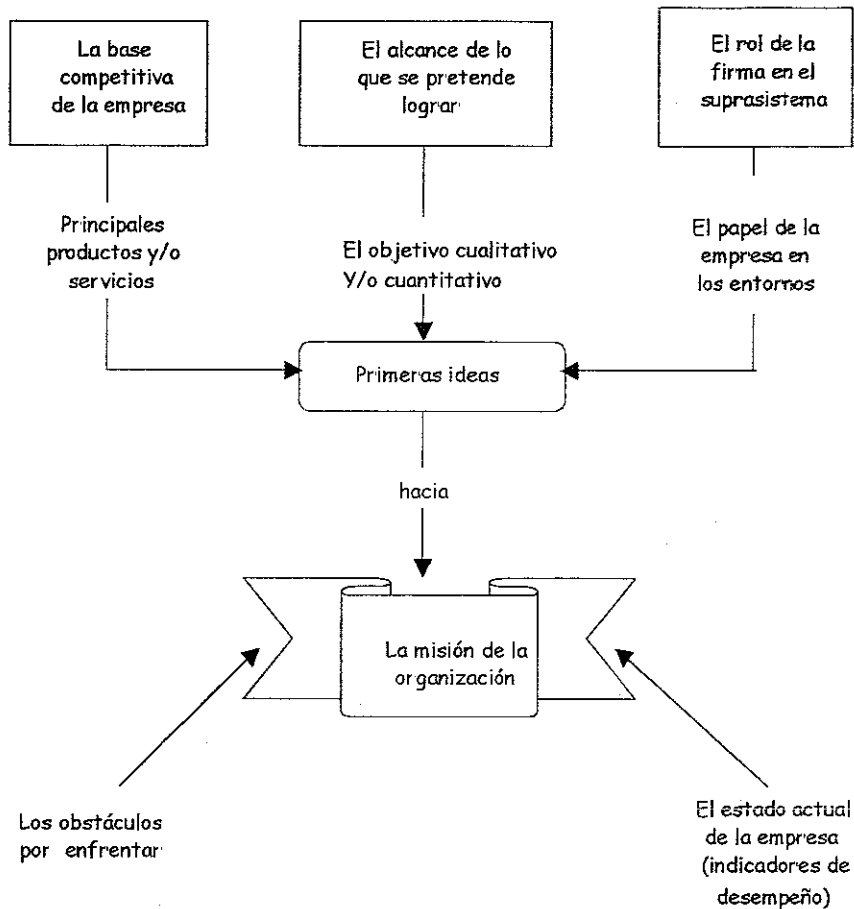 La base
competitiva
de la empresa
El alcance de lo
que se pretende
lograr
El rol de la
firma en el
suprasistema
Principales
productos y/o
servicios
El objetivo cualitativo
Y/o cuantitativo
El papel de la
empresa en
los entornos
Primeras ideas
hacia
La misión de la
organización
Los obstáculos
por enfrentar
El estado actual
de la empresa
(indicadores de
desempeño)